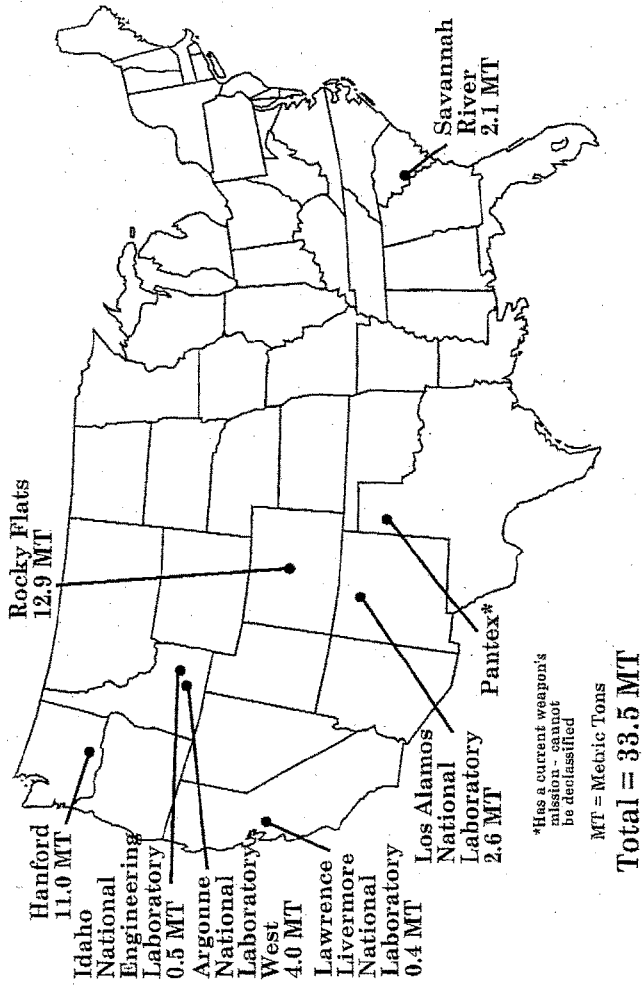 Rocky Flats
12.9 MT
Hanford
11.0 MT
Idaho
National
Engineering
Laboratory
0.5 MT
Argonne
National
Laboratory
West
4.0 MT
Lawrence
Livermore
National
Laboratory
0.4 MT
Los Alamos
National
Laboratory
2.6 MT
Pantex*
Savannah
River
2.1 MT
*Has a current weapon's
mission - cannot
be declassified
MT = Metric Tons
Total = 33.5 MT